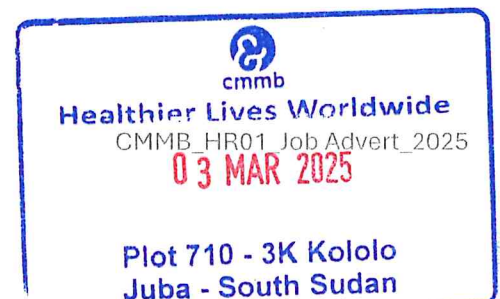 cmmb
Healthier Lives Worldwide
CMMB_HR01_Job Advert_2025
03 MAR 2025
Plot 710 - 3K Kololo
Juba - South Sudan